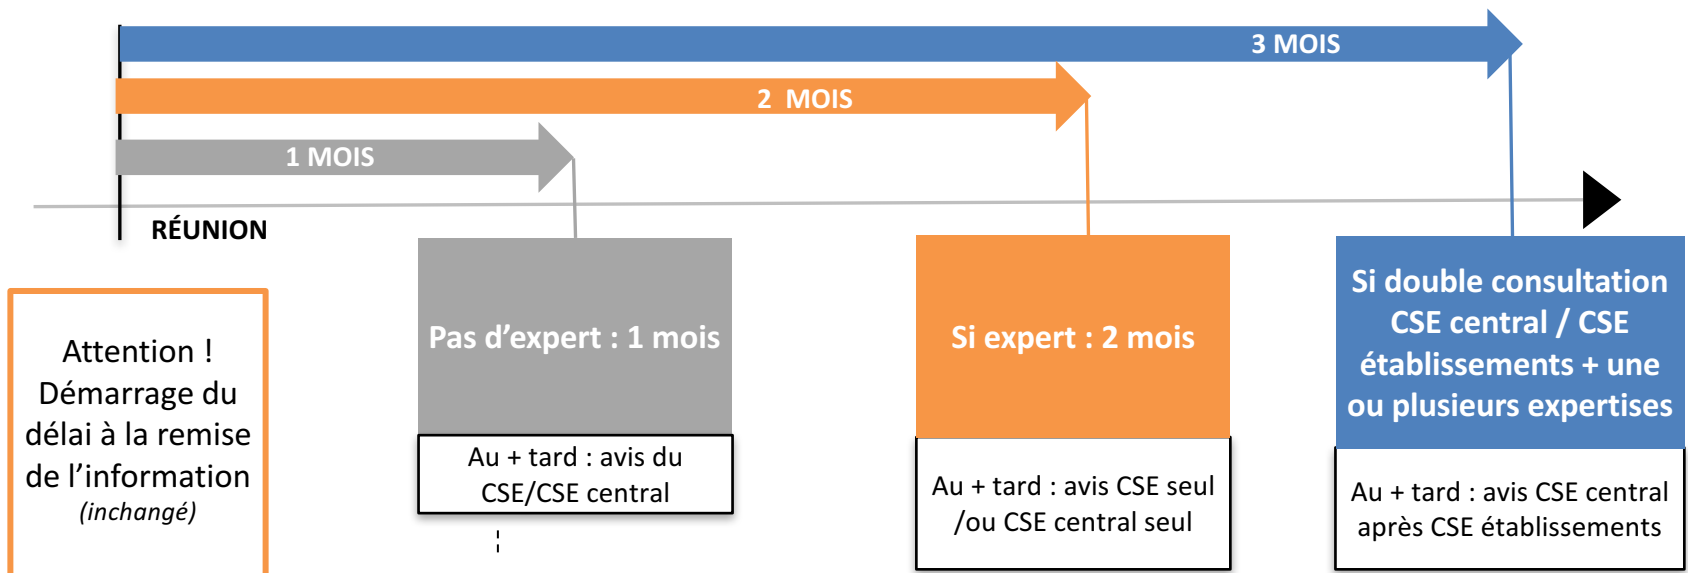 3 MOIS
2 MOIS
1 MOIS
RÉUNION
Attention !
Démarrage du
délai à la remise
de l’information
(inchangé)
Pas d’expert : 1 mois
Au + tard : avis du
CSE/CSE central
Si expert : 2 mois
Au + tard : avis CSE seul
/ou CSE central seul
Si double consultation
CSE central / CSE
établissements + une
ou plusieurs expertises
Au + tard : avis CSE central
après CSE établissements